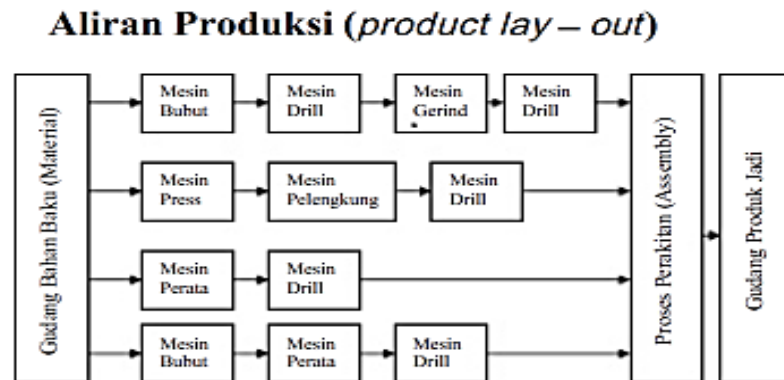 Aliran Produksi (product lay – out)
Gudang Bahan Baku (Material)
Mesin
Bubut
Mesin
Drill
Mesin
Gerind
Mesin
Drill
Mesin
Press
Mesin
Pelengkung
Mesin
Drill
Mesin
Perata
Mesin
Drill
Mesin
Bubut
Mesin
Perata
Mesin
Drill
Proses Perakitan (Assembly)
Gudang Produk Jadi